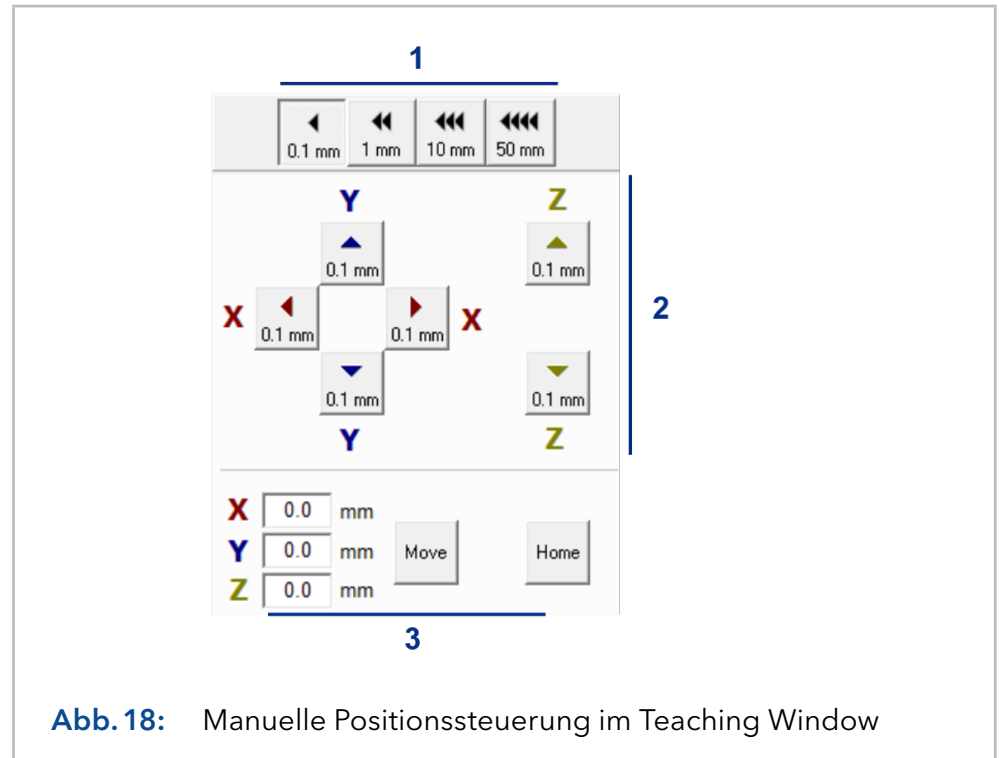 1
0.1 mm 1 mm 10 mm 50 mm
Y Z
0.1 mm 0.1 mm
X 0.1 mm 0.1 mm X
2
0.1 mm 0.1 mm
Y Z
X 0.0 mm
Y 0.0 mm Move Home
Z 0.0 mm
3
Abb. 18: Manuelle Positionssteuerung im Teaching Window